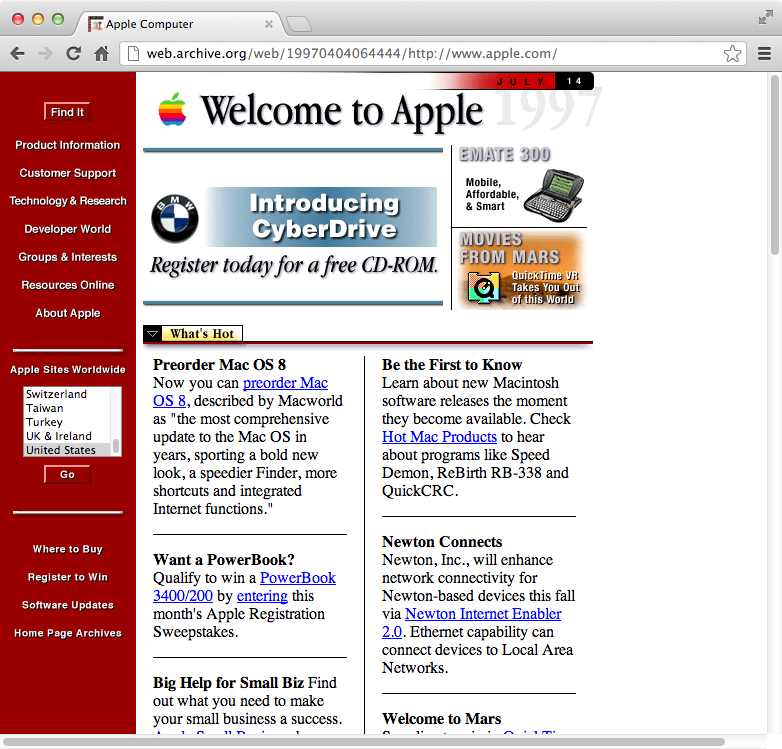 Apple Computer
web.archive.org/web/19970404064444/http://www.apple.com/
Find It
Product Information
Customer Support
Technology & Research
Developer World
Groups & Interests
Resources Online
About Apple
Apple Sites Worldwide
Switzerland
Taiwan
Turkey
UK & Ireland
United States
Go
Where to Buy
Register to Win
Software Updates
Home Page Archives
JULY 14
1997
Welcome to Apple
BMW
Introducing
CyberDrive
Register today for a free CD-ROM.
EMATE 300
Mobile,
Affordable,
& Smart
MOVIES
FROM MARS
QuickTime VR
Takes You Out
of this World
What's Hot
Preorder Mac OS 8
Now you can preorder Mac
OS 8, described by Macworld
as "the most comprehensive
update to the Mac OS in
years, sporting a bold new
look, a speedier Finder, more
shortcuts and integrated
Internet functions."
Want a PowerBook?
Qualify to win a PowerBook
3400/200 by entering this
month's Apple Registration
Sweepstakes.
Big Help for Small Biz Find
out what you need to make
your small business a success.
Be the First to Know
Learn about new Macintosh
software releases the moment
they become available. Check
Hot Mac Products to hear
about programs like Speed
Demon, ReBirth RB-338 and
QuickCRC.
Newton Connects
Newton, Inc., will enhance
network connectivity for
Newton-based devices this fall
via Newton Internet Enabler
2.0. Ethernet capability can
connect devices to Local Area
Networks.
Welcome to Mars